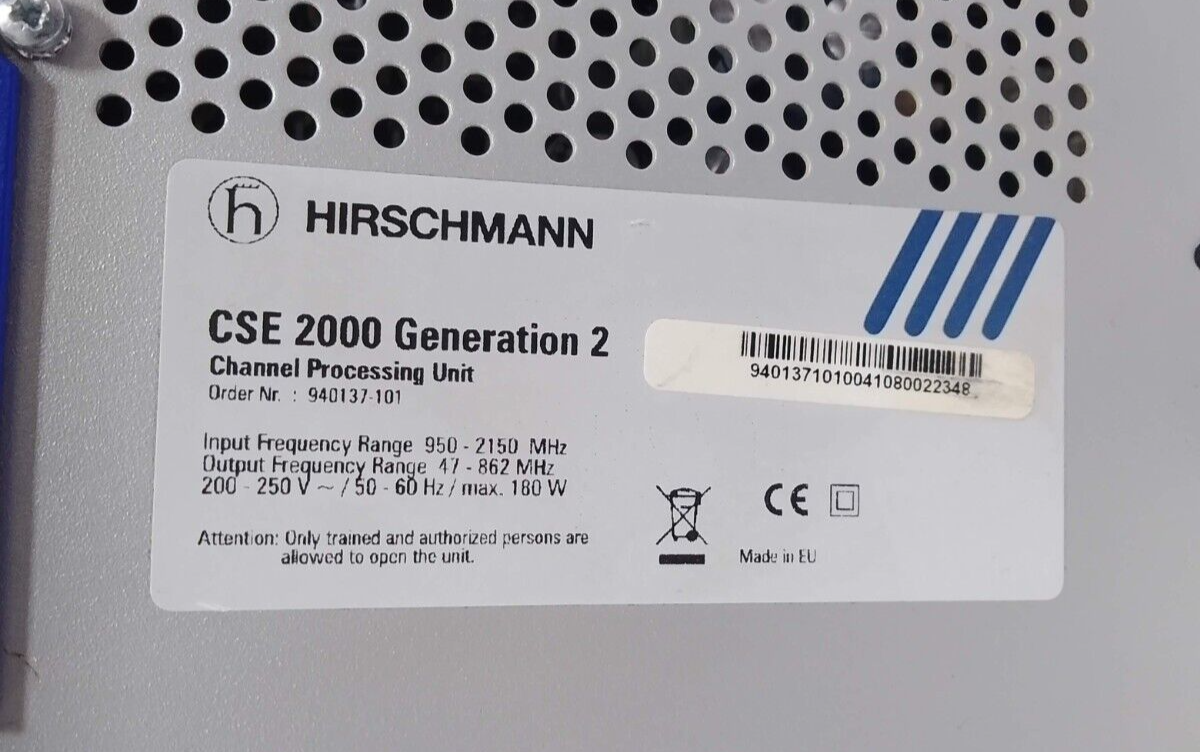 HIRSCHMANN
CSE 2000 Generation 2
Channel Processing Unit
Order Nr. : 940137-101
9401371010041080022348
Input Frequency Range 950 - 2150 MHz
Output Frequency Range 47 - 862 MHz
200 - 250 V ~ / 50 - 60 Hz / max. 180 W
Attention: Only trained and authorized persons are
allowed to open the unit.
CE
Made in EU